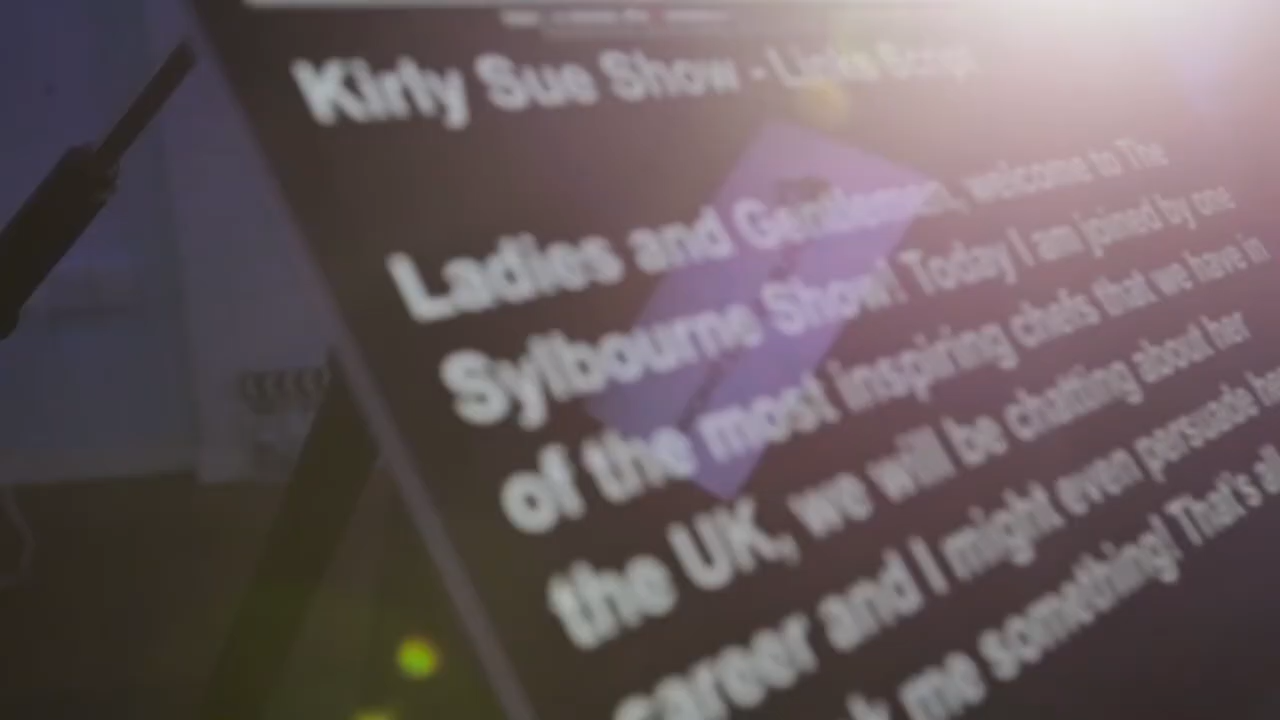 Kirly Sue Show - Links Script
Ladies and Gentlemen, welcome to The
Sylbourne Show! Today I am joined by one
of the most inspiring chefs that we have in
the UK, we will be chatting about her
career and I might even persuade
me something! That's